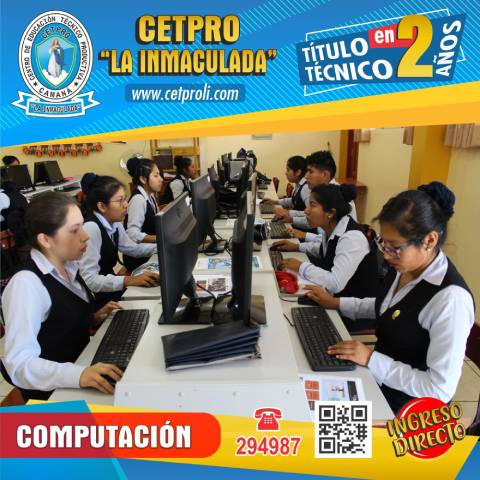 CETPRO
"LA INMACULADA"
www.cetproli.com
CENTRO DE EDUCACIÓN TÉCNICO PRODUCTIVA
CETPRO
"LA INMACULADA"
CAMANÁ
TÍTULO en 2 AÑOS
TÉCNICO
COMPUTACIÓN
294987
INGRESO
DIRECTO